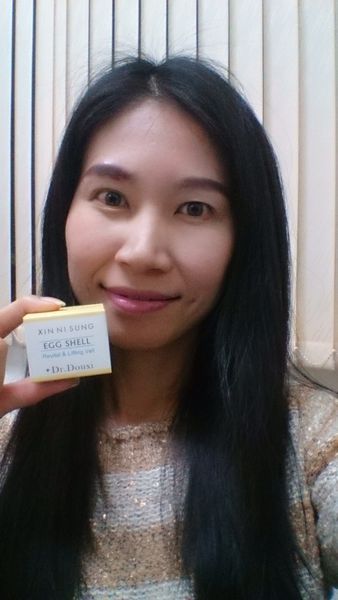 XIN NI SUNG
EGG SHELL
Revital & Lifting Veil
+DR.DOUXI